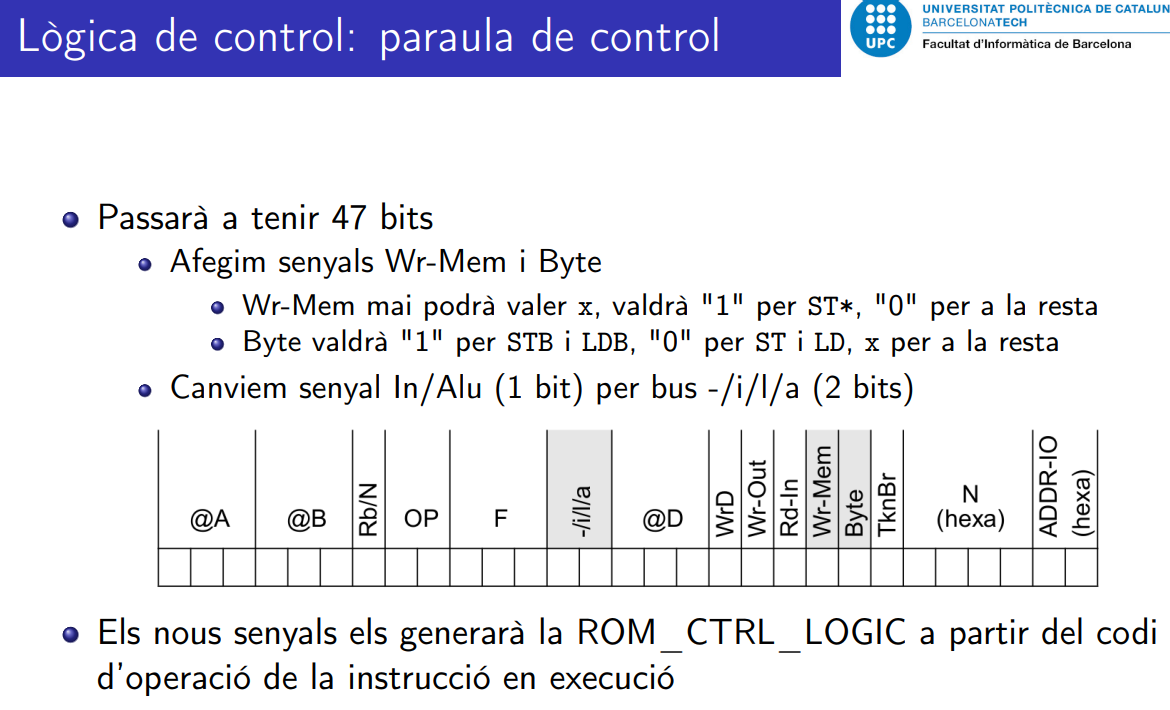 Lògica de control: paraula de control
UNIVERSITAT POLITÈCNICA DE CATALUN
BARCELONATECH
UPC
Facultat d'Informàtica de Barcelona
Passarà a tenir 47 bits
Afegim senyals Wr-Mem i Byte
Wr-Mem mai podrà valer x, valdrà "1" per ST*, "0" per a la resta
Byte valdrà "1" per STB i LDB, "0" per ST i LD, x per a la resta
Canviem senyal In/Alu (1 bit) per bus -/i/l/a (2 bits)
@A
@B
Rb/N
OP
F
-/i/l/a
@D
WrD
Wr-Out
Rd-In
Wr-Mem
Byte
TknBr
N
(hexa)
ADDR-IO
(hexa)
Els nous senyals els generarà la ROM_CTRL_LOGIC a partir del codi
d'operació de la instrucció en execució